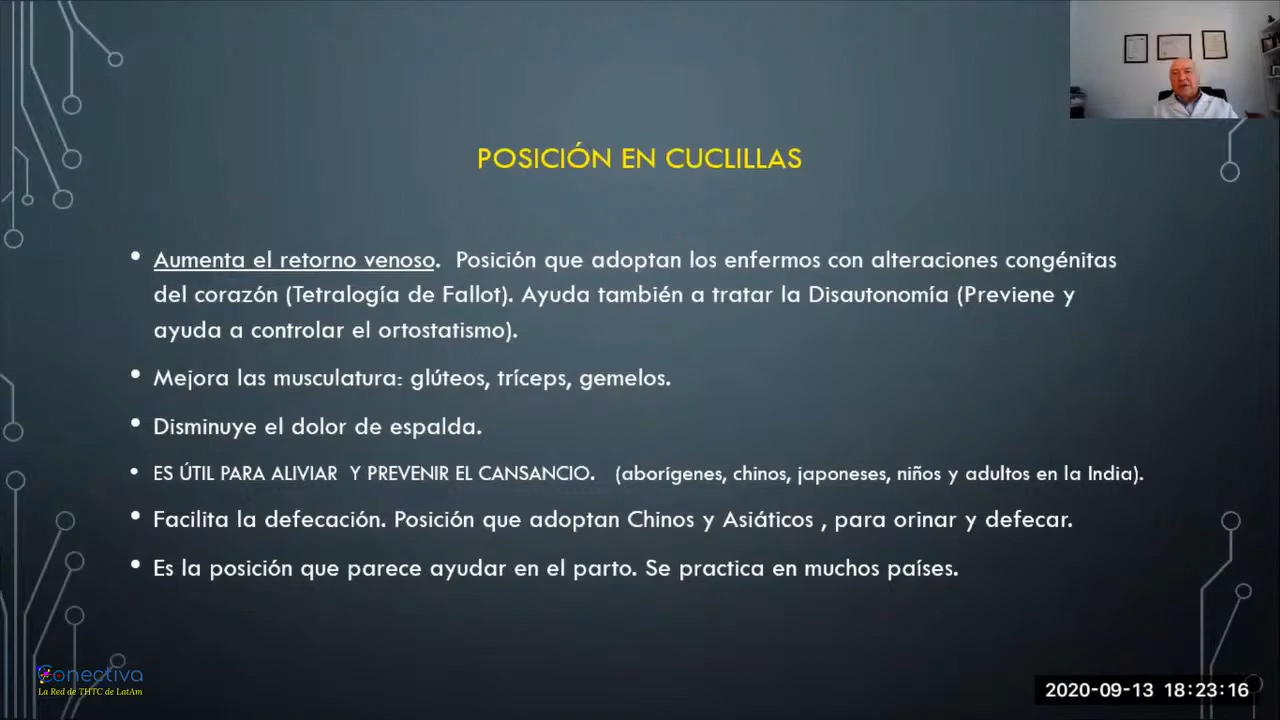 POSICIÓN EN CUCLILLAS
• Aumenta el retorno venoso.  Posición que adoptan los enfermos con alteraciones congénitas
del corazón (Tetralogía de Fallot). Ayuda también a tratar la Disautonomía (Previene y
ayuda a controlar el ortostatismo).
• Mejora las musculatura: glúteos, tríceps, gemelos.
• Disminuye el dolor de espalda.
• ES ÚTIL PARA ALIVIAR  Y PREVENIR EL CANSANCIO.   (aborígenes, chinos, japoneses, niños y adultos en la India).
• Facilita la defecación. Posición que adoptan Chinos y Asiáticos , para orinar y defecar.
• Es la posición que parece ayudar en el parto. Se practica en muchos países.
Conectiva
La Red de THTC de LatAm
2020-09-13 18:23:16